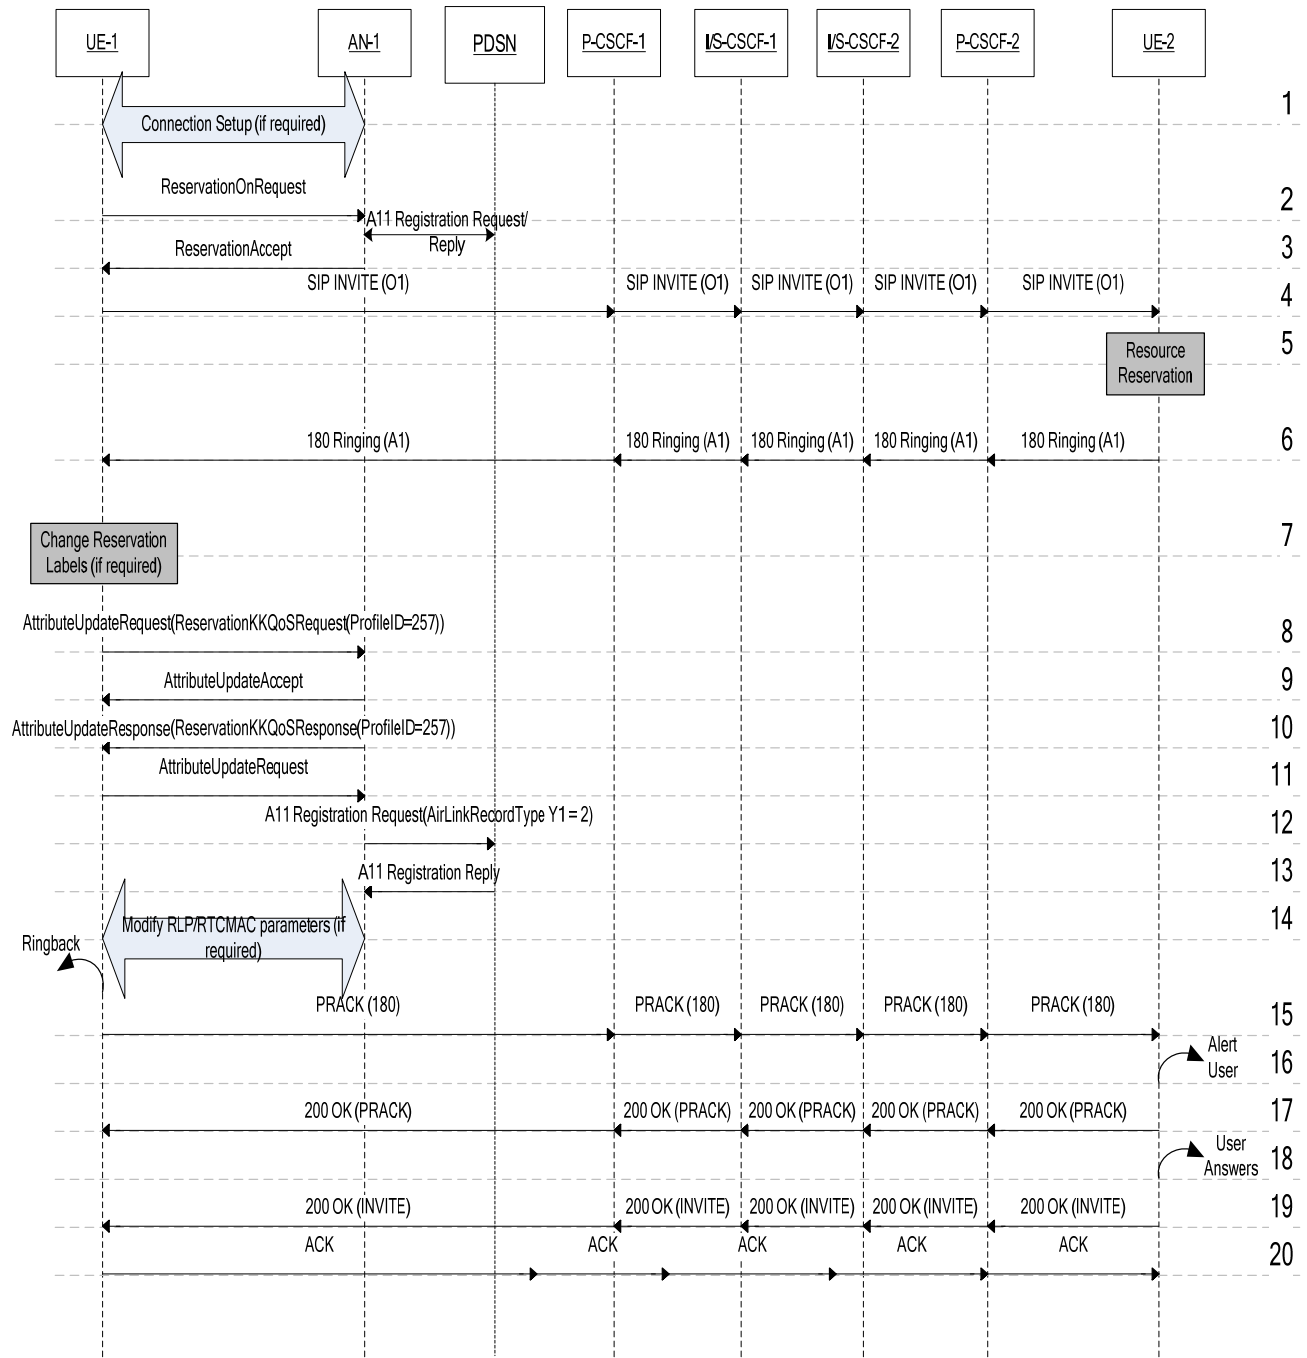 UE-1
AN-1
PDSN
P-CSCF-1
I/S-CSCF-1
I/S-CSCF-2
P-CSCF-2
UE-2
1
Connection Setup (if required)
ReservationOnRequest
2
A11 Registration Request/
Reply
ReservationAccept
3
SIP INVITE (O1)
SIP INVITE (O1)
SIP INVITE (O1)
SIP INVITE (O1)
SIP INVITE (O1)
4
Resource
Reservation
5
180 Ringing (A1)
180 Ringing (A1)
180 Ringing (A1)
180 Ringing (A1)
180 Ringing (A1)
6
Change Reservation
Labels (if required)
7
AttributeUpdateRequest(ReservationKKQoSRequest(ProfileID=257))
8
AttributeUpdateAccept
9
AttributeUpdateResponse(ReservationKKQoSResponse(ProfileID=257))
10
AttributeUpdateRequest
11
A11 Registration Request(AirLinkRecordType Y1 = 2)
12
A11 Registration Reply
13
Modify RLP/RTCMAC parameters (if
required)
14
Ringback
PRACK (180)
PRACK (180)
PRACK (180)
PRACK (180)
PRACK (180)
15
Alert
User
16
200 OK (PRACK)
200 OK (PRACK)
200 OK (PRACK)
200 OK (PRACK)
200 OK (PRACK)
17
User
Answers
18
200 OK (INVITE)
200 OK (INVITE)
200 OK (INVITE)
200 OK (INVITE)
200 OK (INVITE)
19
ACK
ACK
ACK
ACK
ACK
20